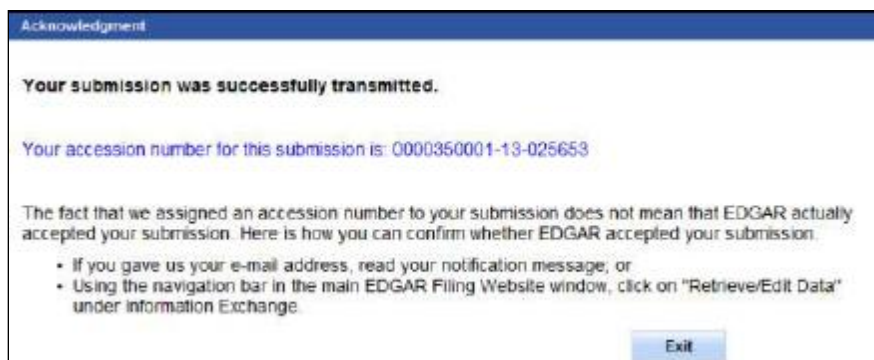 Acknowledgment
Your submission was successfully transmitted.
Your accession number for this submission is: 0000350001-13-025653
The fact that we assigned an accession number to your submission does not mean that EDGAR actually
accepted your submission. Here is how you can confirm whether EDGAR accepted your submission.
• If you gave us your e-mail address, read your notification message; or
• Using the navigation bar in the main EDGAR Filing Website window, click on "Retrieve/Edit Data"
under Information Exchange.
Exit